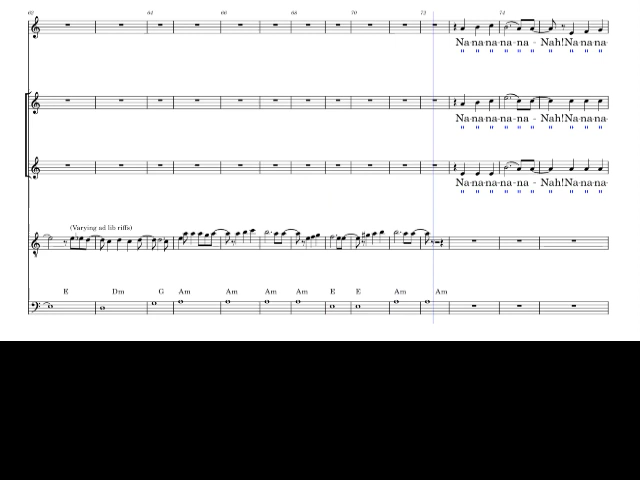 62 64 66 68 70 72 74
Na-na-na-na-na - Nah!Na-na-na-
" " " " " " " "
Na-na-na-na-na - Nah!Na-na-na-
" " " " " " " "
Na-na-na-na-na - Nah!Na-na-na-
" " " " " " " "
(Varying ad lib riffs)
E Dm G Am Am Am Am E E Am Am